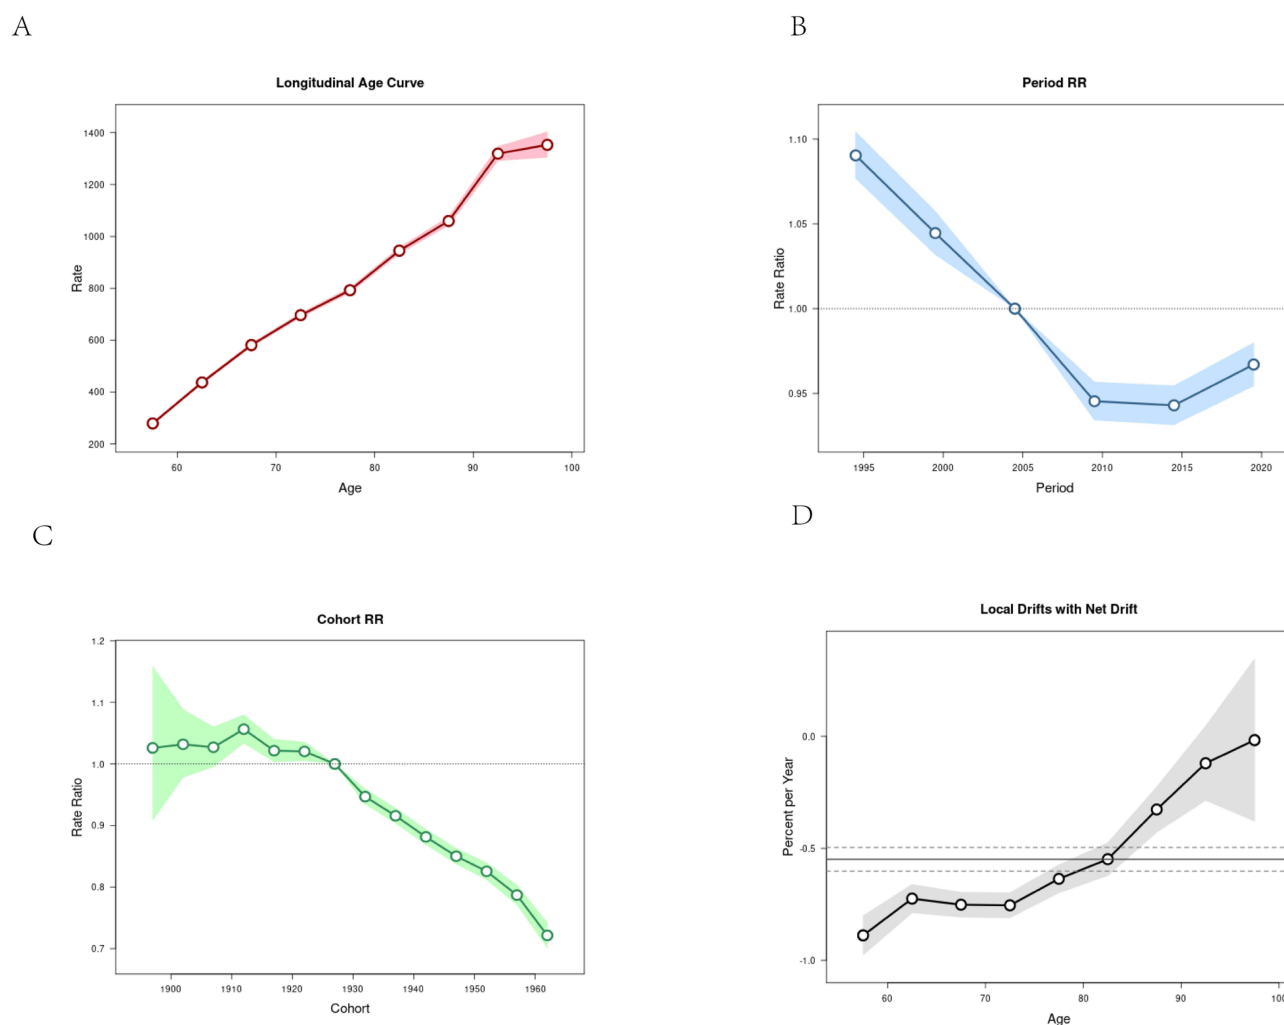 A
Longitudinal Age Curve
Rate
1400
1200
1000
800
600
400
200
60 70 80 90 100
Age
B
Period RR
Rate Ratio
1.10
1.05
1.00
0.95
1995 2000 2005 2010 2015 2020
Period
C
Cohort RR
Rate Ratio
1.2
1.1
1.0
0.9
0.8
0.7
1900 1910 1920 1930 1940 1950 1960
Cohort
D
Local Drifts with Net Drift
Percent per Year
0.0
-0.5
-1.0
60 70 80 90 100
Age